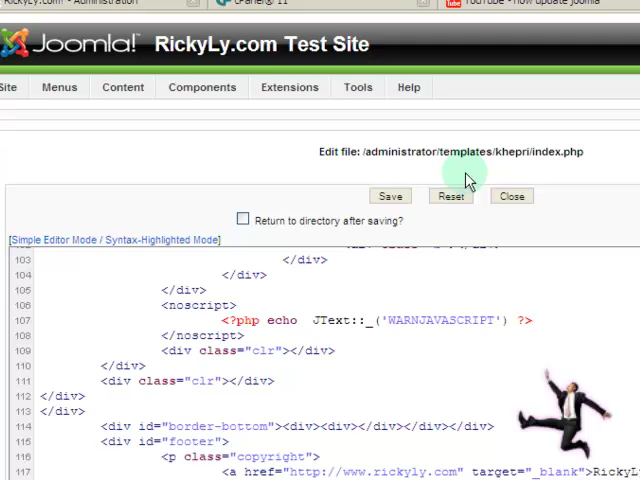 RickyLy.com - Administration
cPanel® 11
YouTube - how update joomla
Joomla!® RickyLy.com Test Site
Site Menus Content Components Extensions Tools Help
Edit file: /administrator/templates/khepri/index.php
Save Reset Close
Return to directory after saving?
[Simple Editor Mode / Syntax-Highlighted Mode]
103 </div>
104 </div>
105 </div>
106 <noscript>
107 <?php echo JText::_('WARNJAVASCRIPT') ?>
108 </noscript>
109 <div class="clr"></div>
110 </div>
111 <div class="clr"></div>
112 </div>
113 </div>
114 <div id="border-bottom"><div><div></div></div></div>
115 <div id="footer">
116 <p class="copyright">
117 <a href="http://www.rickyly.com" target="_blank">RickyLy